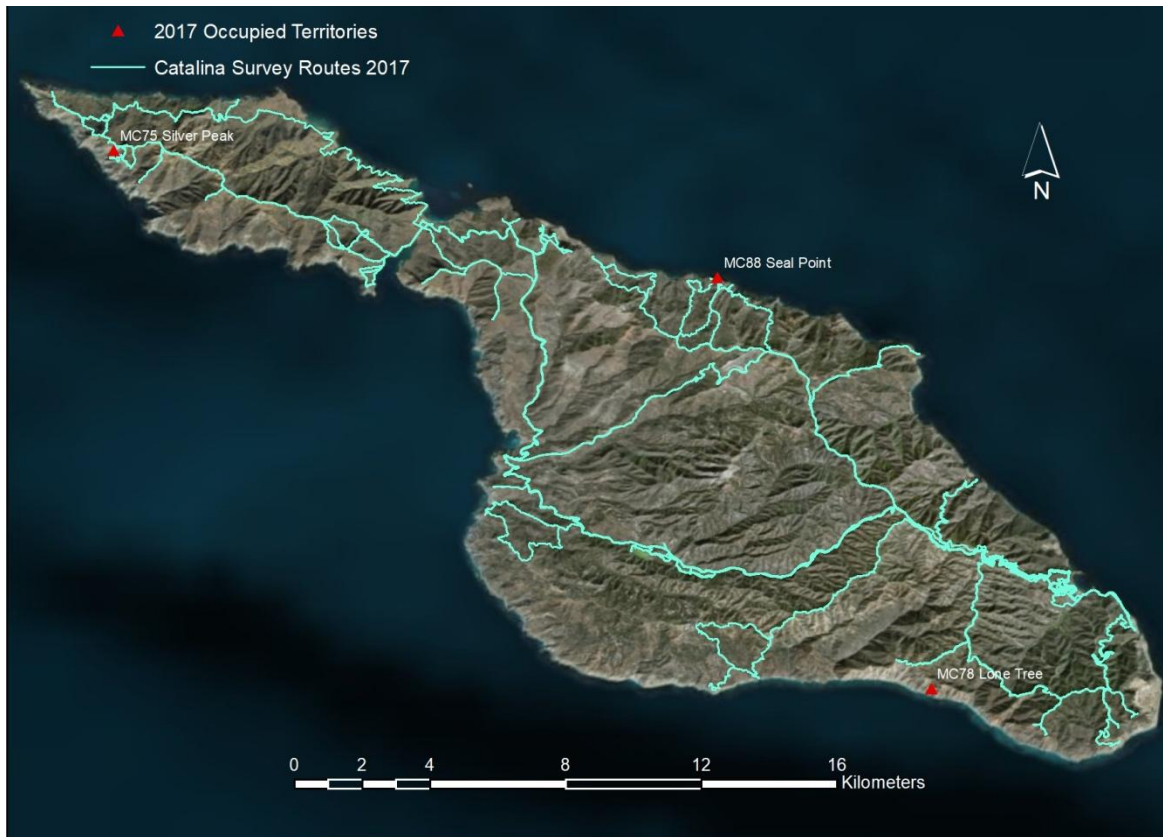 2017 Occupied Territories
Catalina Survey Routes 2017
MC75 Silver Peak
N
MC88 Seal Point
MC78 Lone Tree
0 2 4 8 12 16
Kilometers